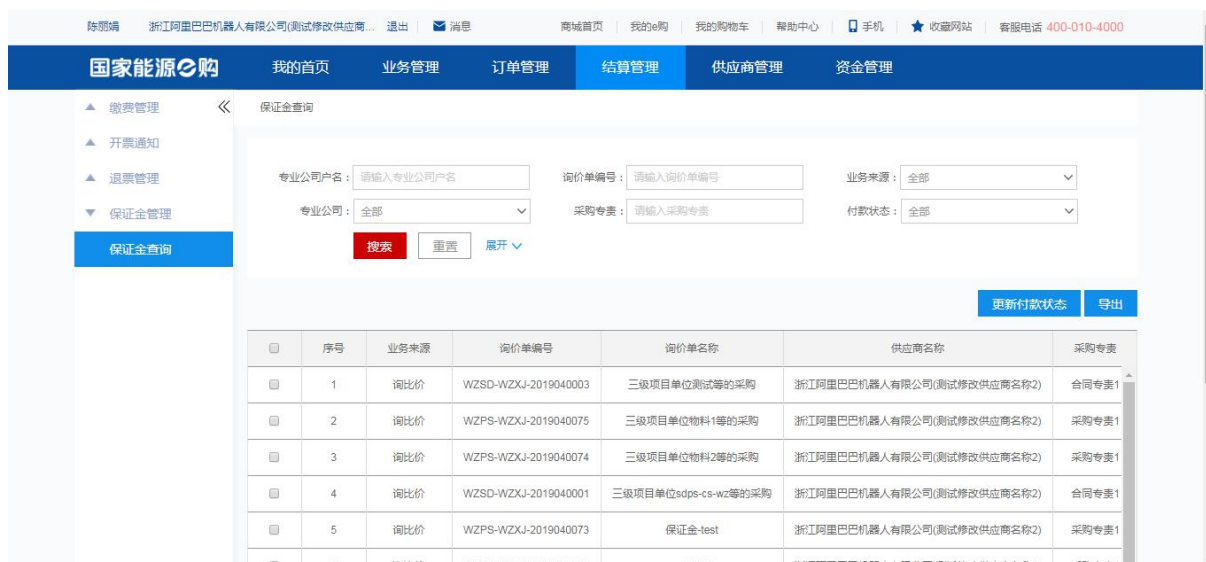 陈丽娟 浙江阿里巴巴机器人有限公司(测试修改供应商... 退出 消息 商城首页 我的e购 我的购物车 帮助中心 手机 收藏网站 客服电话 400-010-4000
国家能源e购 我的首页 业务管理 订单管理 结算管理 供应商管理 资金管理
缴费管理 保证金查询
开票通知
退票管理 专业公司户名： 请输入专业公司户名 询价单编号： 请输入询价单编号 业务来源： 全部
保证金管理 专业公司： 全部 采购专责： 请输入采购专责 付款状态： 全部
保证金查询 搜索 重置 展开
更新付款状态 导出
序号 业务来源 询价单编号 询价单名称 供应商名称 采购专责
1 询比价 WZSD-WZXJ-2019040003 三级项目单位测试等的采购 浙江阿里巴巴机器人有限公司(测试修改供应商名称2) 合同专责1
2 询比价 WZPS-WZXJ-2019040075 三级项目单位物料1等的采购 浙江阿里巴巴机器人有限公司(测试修改供应商名称2) 采购专责1
3 询比价 WZPS-WZXJ-2019040074 三级项目单位物料2等的采购 浙江阿里巴巴机器人有限公司(测试修改供应商名称2) 采购专责1
4 询比价 WZSD-WZXJ-2019040001 三级项目单位sdps-cs-wz等的采购 浙江阿里巴巴机器人有限公司(测试修改供应商名称2) 合同专责1
5 询比价 WZPS-WZXJ-2019040073 保证金-test 浙江阿里巴巴机器人有限公司(测试修改供应商名称2) 采购专责1